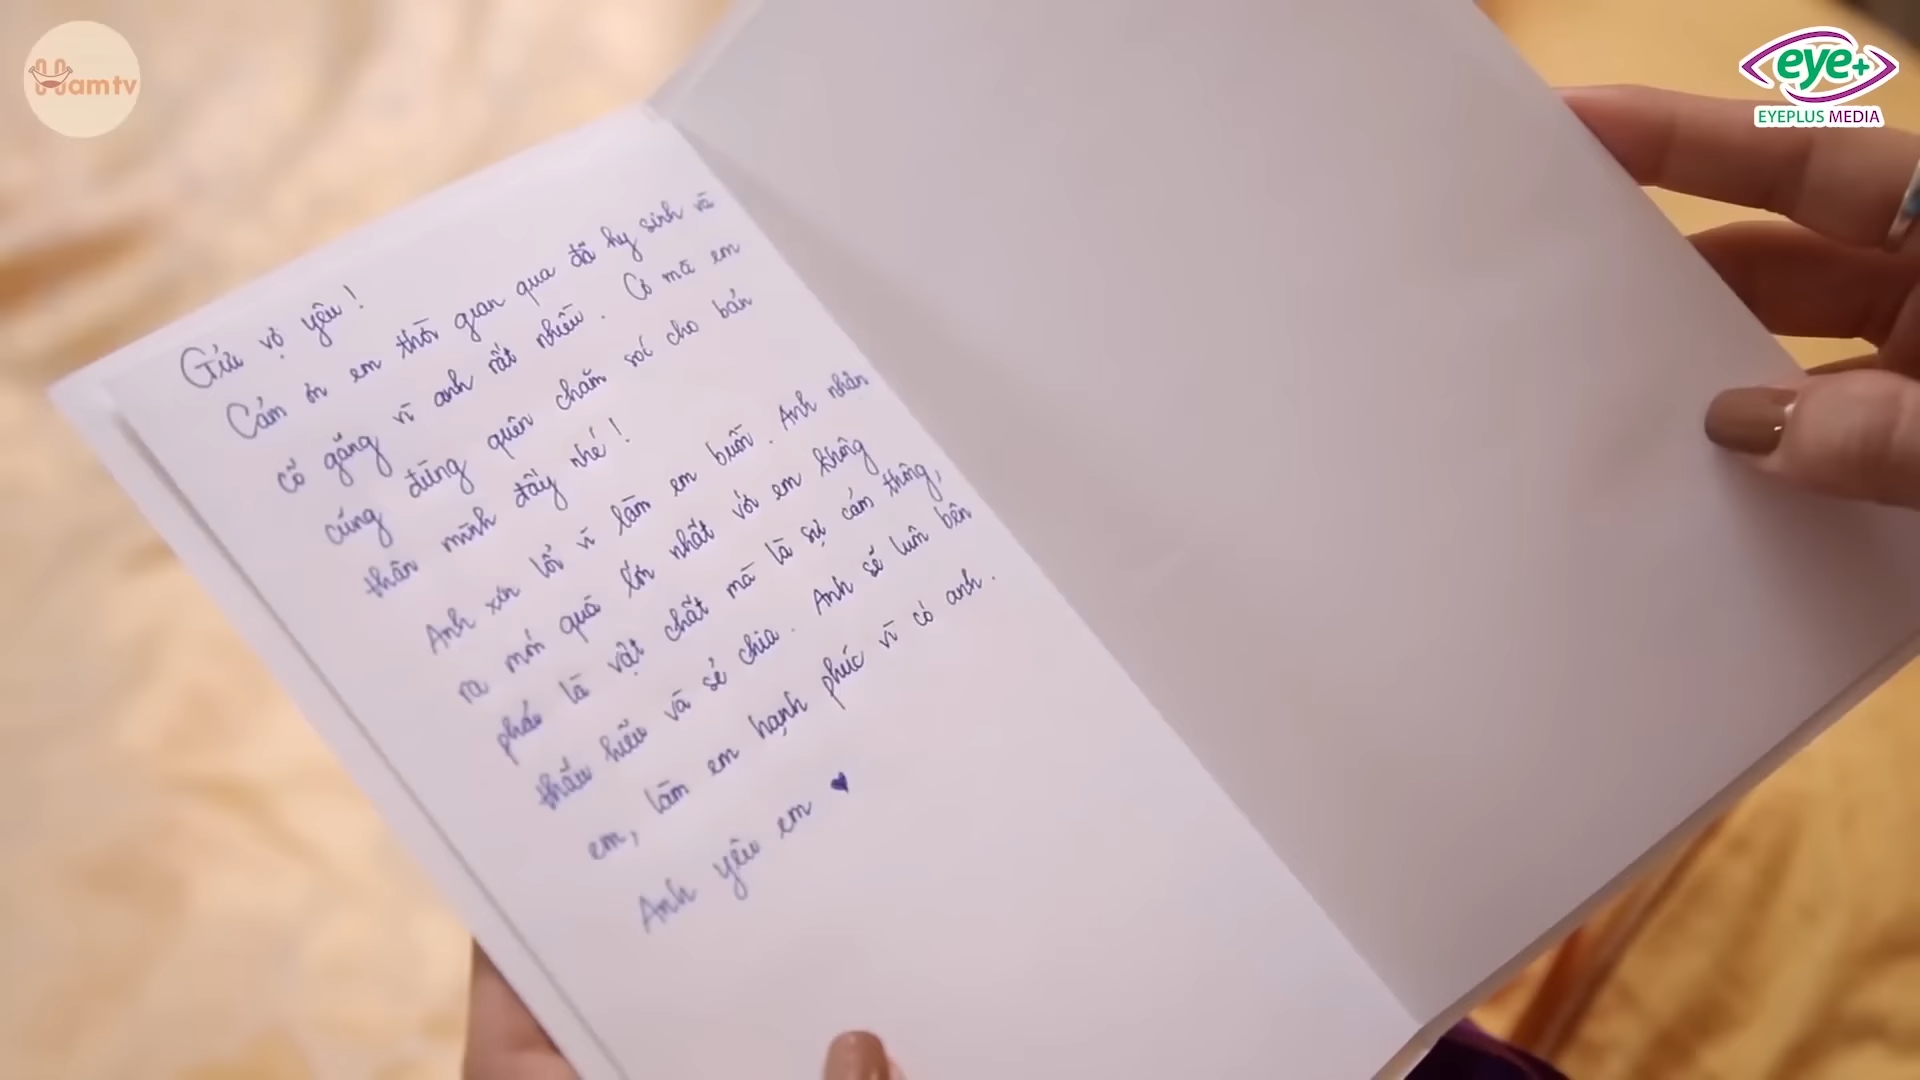 Hamtv
eye+
EYEPLUS MEDIA
Gửi vợ yêu!
Cảm ơn em thời gian qua đã hy sinh và
cố gắng vì anh rất nhiều. Có mà em
cũng đừng quên chăm sóc cho bản
thân mình đấy nhé!
Anh xin lỗi vì làm em buồn. Anh nhận
ra món quà lớn nhất với em không
phải là vật chất mà là sự cảm thông,
thấu hiểu và sẻ chia. Anh sẽ luôn bên
em, làm em hạnh phúc vì có anh.
Anh yêu em ♥